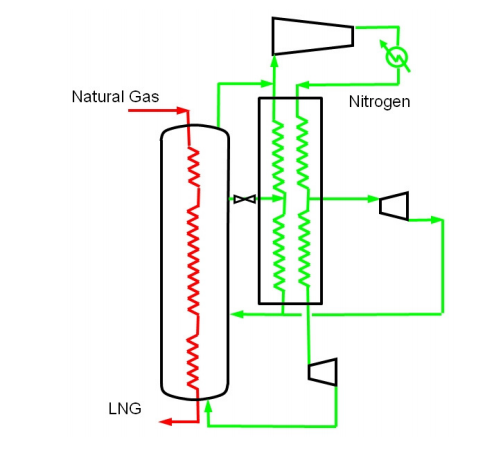 Natural Gas
Nitrogen
LNG